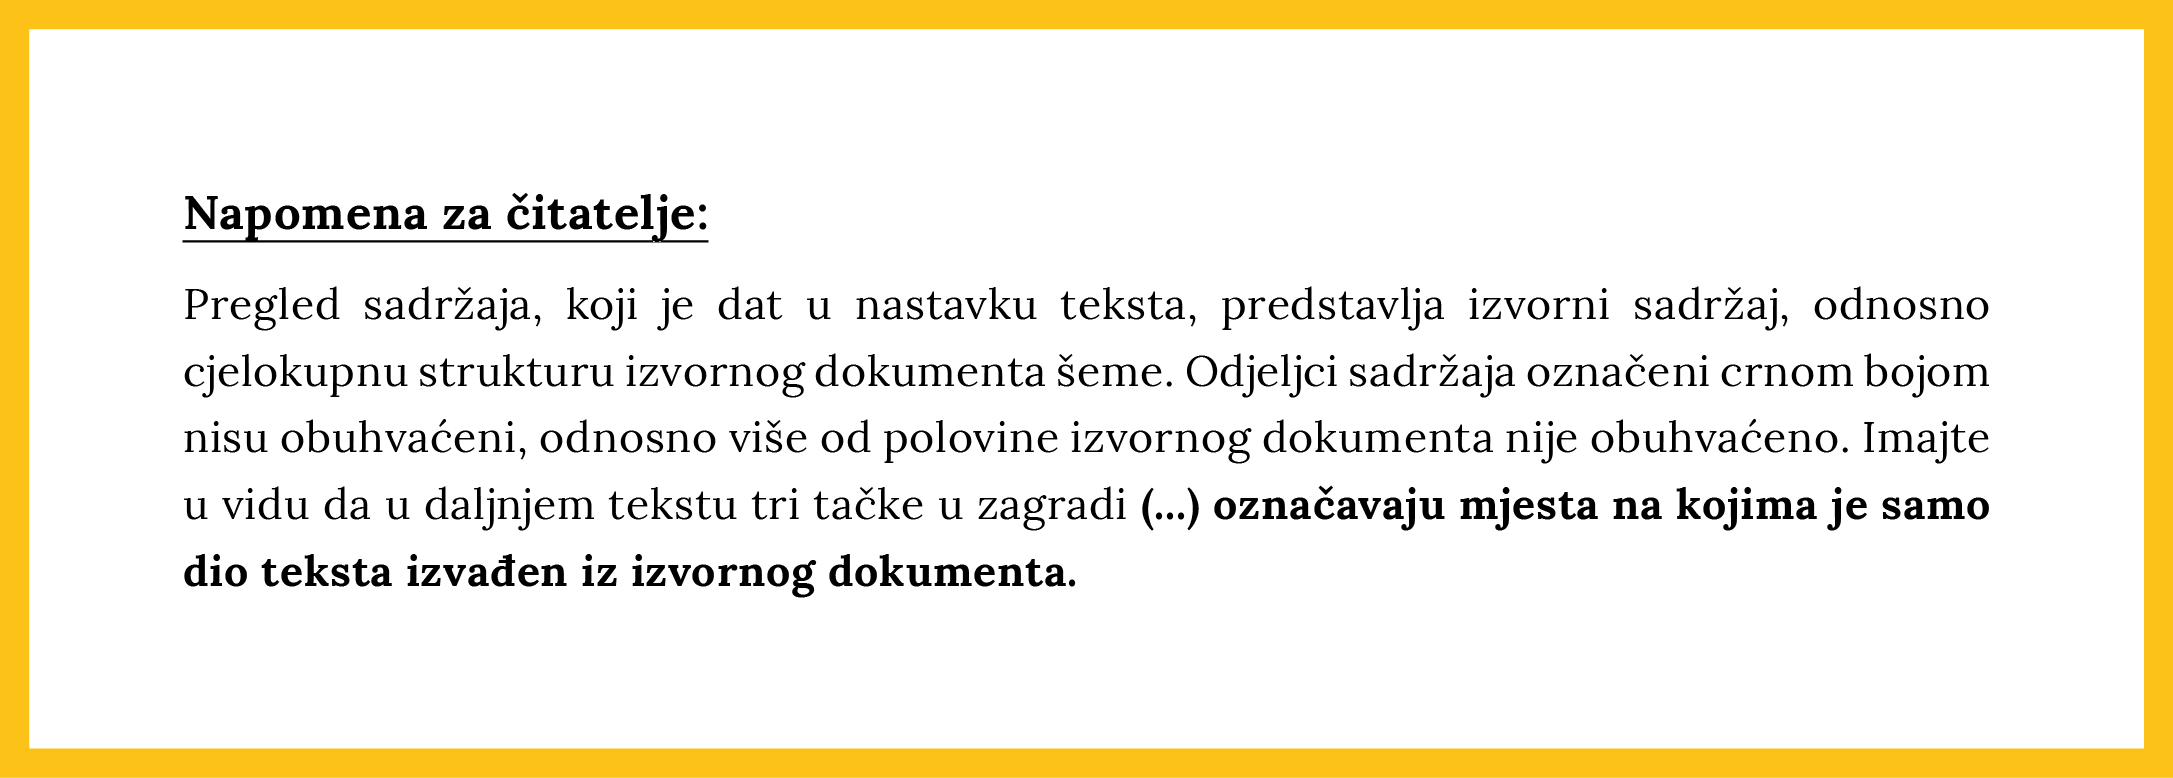 Napomena za čitatelje:
Pregled sadržaja, koji je dat u nastavku teksta, predstavlja izvorni sadržaj, odnosno
cjelokupnu strukturu izvornog dokumenta šeme. Odjeljci sadržaja označeni crnom bojom
nisu obuhvaćeni, odnosno više od polovine izvornog dokumenta nije obuhvaćeno. Imajte
u vidu da u daljnjem tekstu tri tačke u zagradi (...) označavaju mjesta na kojima je samo
dio teksta izvađen iz izvornog dokumenta.